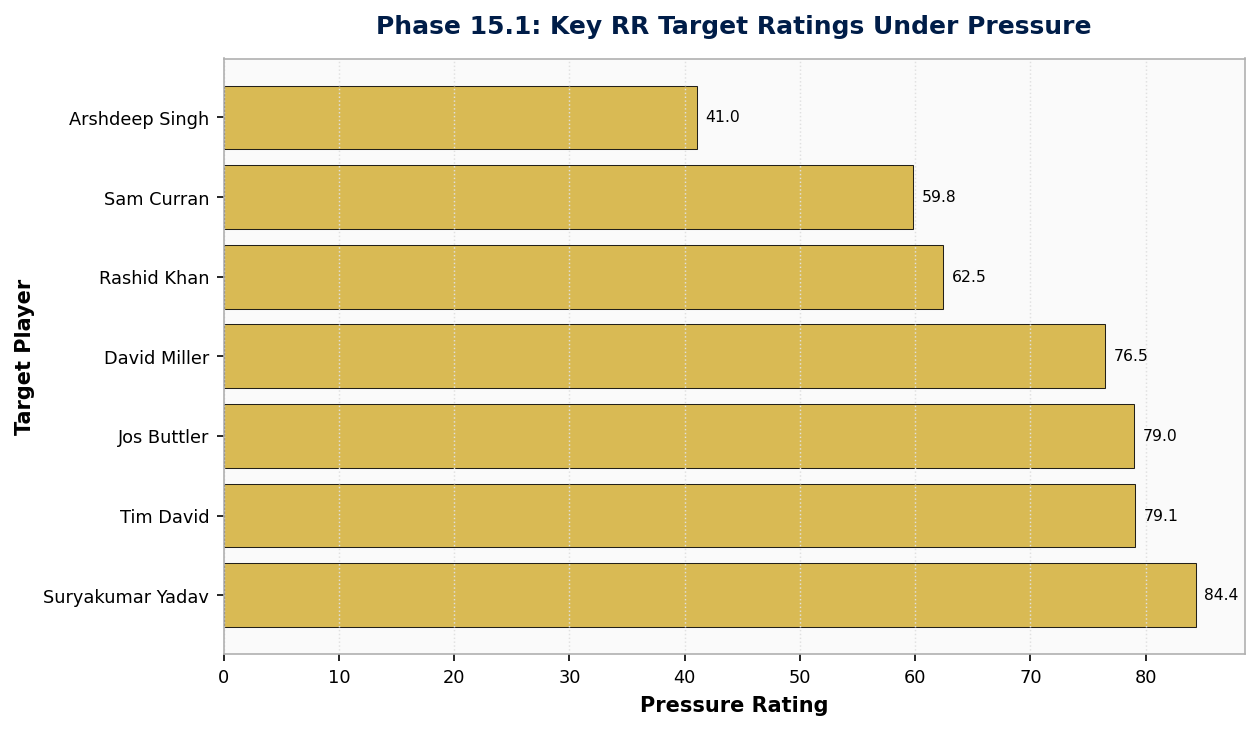 Phase 15.1: Key RR Target Ratings Under Pressure
Target Player
Arshdeep Singh 41.0
Sam Curran 59.8
Rashid Khan 62.5
David Miller 76.5
Jos Buttler 79.0
Tim David 79.1
Suryakumar Yadav 84.4
0 10 20 30 40 50 60 70 80
Pressure Rating